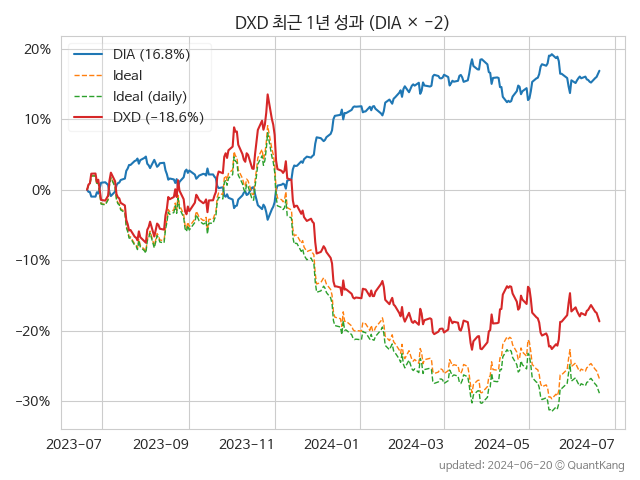 DXD 최근 1년 성과 (DIA × −2)
DIA (16.8%)
Ideal
Ideal (daily)
DXD (−18.6%)
20%
10%
0%
−10%
−20%
−30%
2023-07 2023-09 2023-11 2024-01 2024-03 2024-05 2024-07
updated: 2024-06-20 © QuantKang